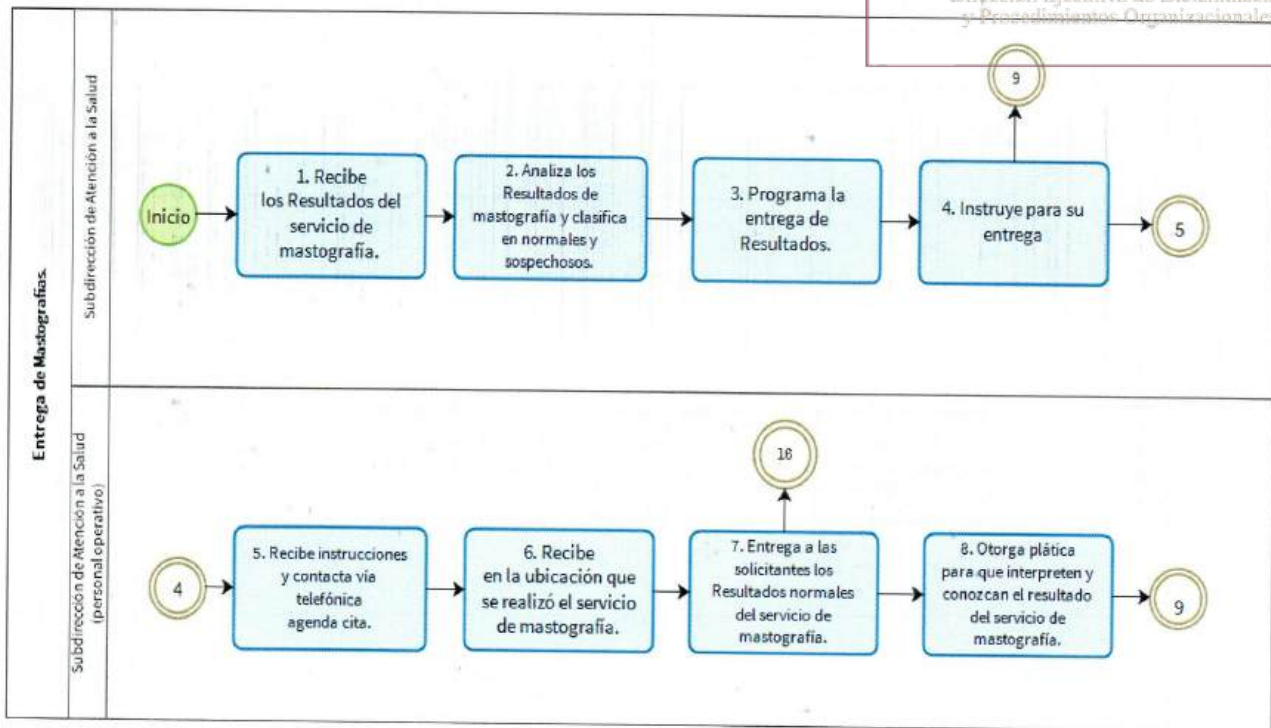 y Procedimientos Organizacionales
Entrega de Mastografías.
Subdirección de Atención a la Salud
Inicio
1. Recibe
los Resultados del
servicio de
mastografía.
2. Analiza los
Resultados de
mastografía y clasifica
en normales y
sospechosos.
3. Programa la
entrega de
Resultados.
9
4. Instruye para su
entrega
5
Subdirección de Atención a la Salud
(personal operativo)
4
5. Recibe instrucciones
y contacta vía
telefónica
agenda cita.
6. Recibe
en la ubicación que
se realizó el servicio
de mastografía.
16
7. Entrega a las
solicitantes los
Resultados normales
del servicio de
mastografía.
8. Otorga plática
para que interpreten y
conozcan el resultado
del servicio de
mastografía.
9